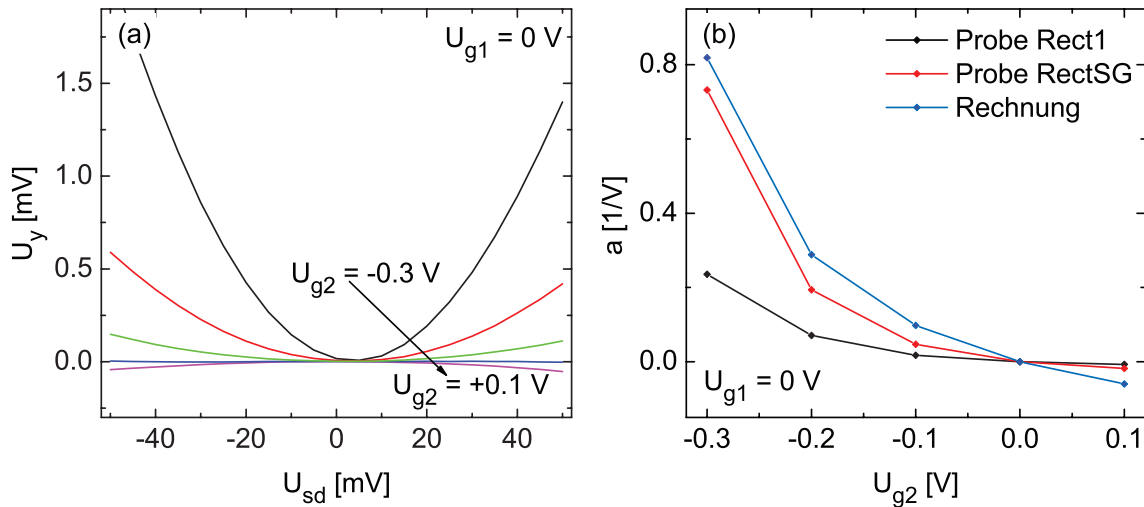 (a)
U_g1 = 0 V
U_y [mV]
1.5
1.0
0.5
0.0
U_g2 = -0.3 V
U_g2 = +0.1 V
-40
-20
0
20
40
U_sd [mV]
(b)
Probe Rect1
Probe RectSG
Rechnung
a [1/V]
0.8
0.4
0.0
U_g1 = 0 V
-0.3
-0.2
-0.1
0.0
0.1
U_g2 [V]